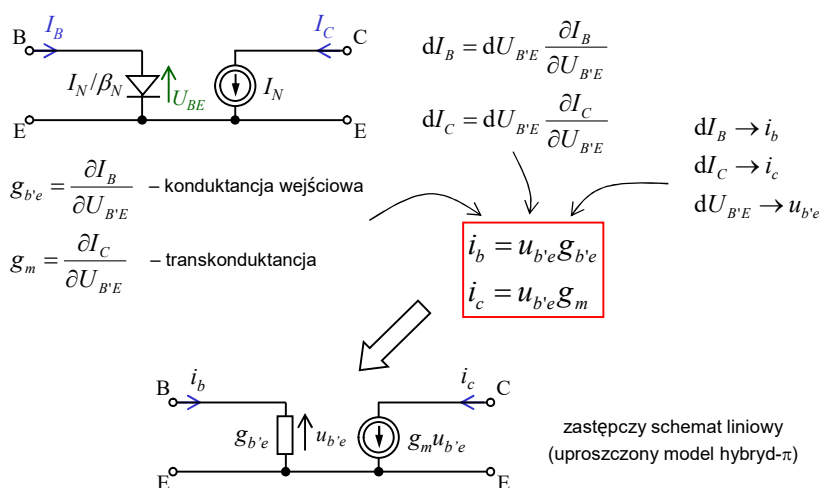 I_B
I_C
B
C
I_N/β_N
U_BE
I_N
E
E
dI_B = dU_B'E ∂I_B/∂U_B'E
dI_C = dU_B'E ∂I_C/∂U_B'E
dI_B → i_b
dI_C → i_c
dU_B'E → u_b'e
g_b'e = ∂I_B/∂U_B'E – konduktancja wejściowa
g_m = ∂I_C/∂U_B'E – transkonduktancja
i_b = u_b'e g_b'e
i_c = u_b'e g_m
B
i_b
i_c
C
g_b'e
u_b'e
g_m u_b'e
E
E
zastępczy schemat liniowy
(uproszczony model hybryd-π)